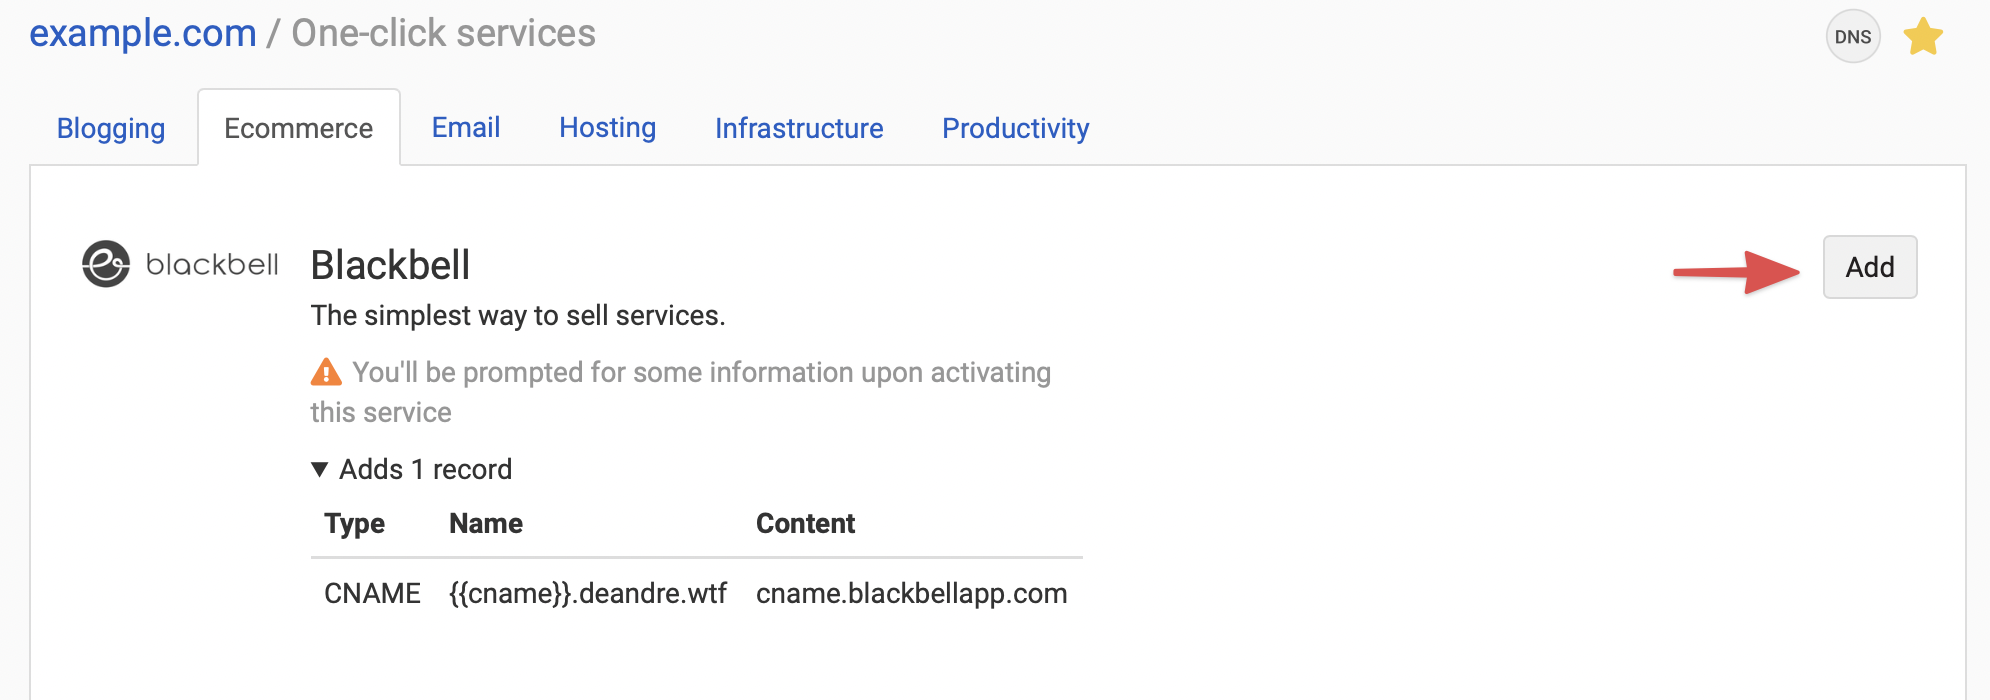 example.com / One-click services
DNS
Blogging Ecommerce Email Hosting Infrastructure Productivity
blackbell
Blackbell
Add
The simplest way to sell services.
You'll be prompted for some information upon activating
this service
▼ Adds 1 record
Type Name Content
CNAME {{cname}}.deandre.wtf cname.blackbellapp.com